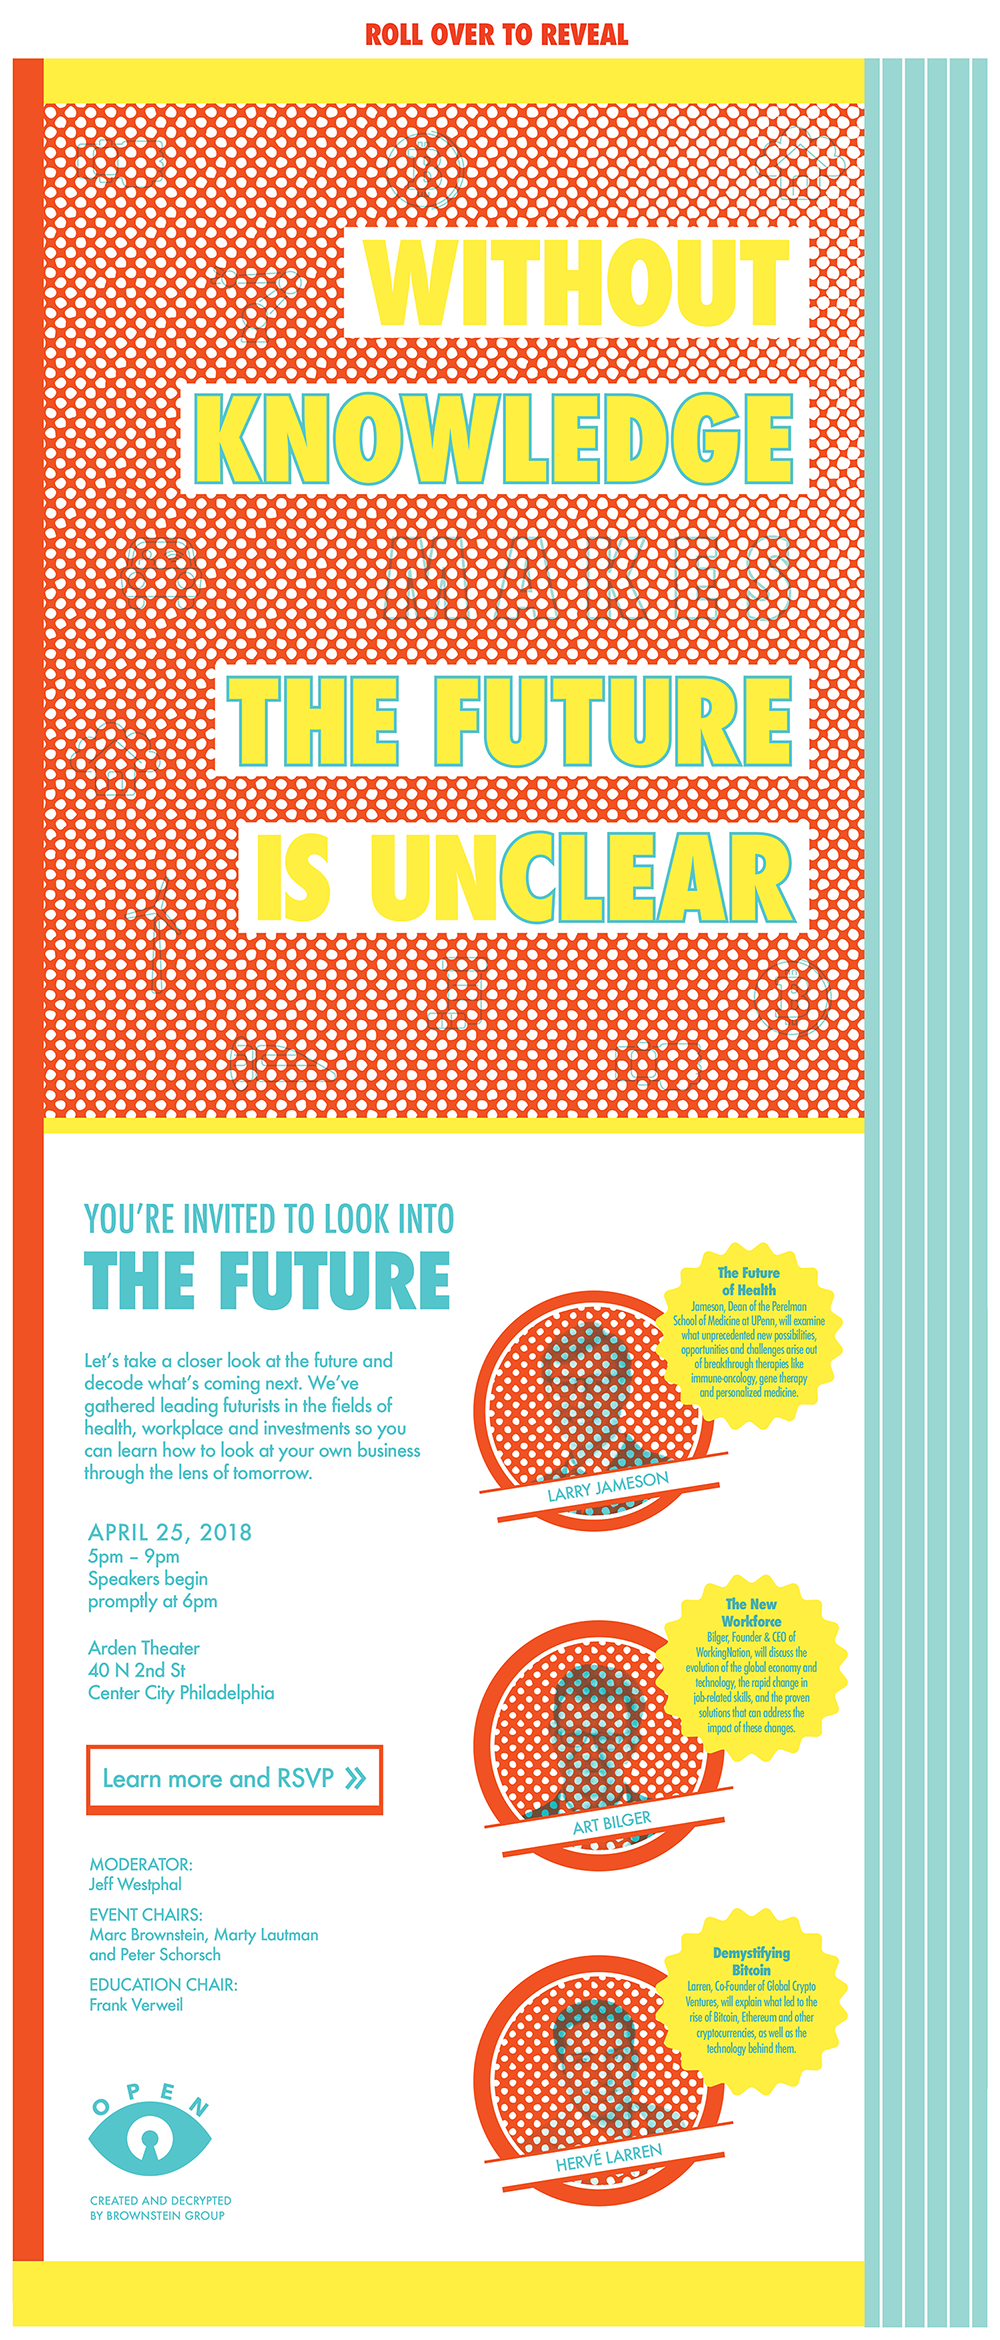 ROLL OVER TO REVEAL
WITHOUT
KNOWLEDGE
MAKES
THE FUTURE
IS UNCLEAR
YOU'RE INVITED TO LOOK INTO
THE FUTURE
Let's take a closer look at the future and
decode what's coming next. We've
gathered leading futurists in the fields of
health, workplace and investments so you
can learn how to look at your own business
through the lens of tomorrow.
APRIL 25, 2018
5pm – 9pm
Speakers begin
promptly at 6pm
Arden Theater
40 N 2nd St
Center City Philadelphia
Learn more and RSVP »
MODERATOR:
Jeff Westphal
EVENT CHAIRS:
Marc Brownstein, Marty Lautman
and Peter Schorsch
EDUCATION CHAIR:
Frank Verweil
OPEN
CREATED AND DECRYPTED
BY BROWNSTEIN GROUP
The Future
of Health
Jameson, Dean of the Perelman
School of Medicine at UPenn, will examine
what unprecedented new possibilities,
opportunities and challenges arise out
of breakthrough therapies like
immune-oncology, gene therapy
and personalized medicine.
LARRY JAMESON
The New
Workforce
Bilger, Founder & CEO of
WorkingNation, will discuss the
evolution of the global economy and
technology, the rapid change in
job-related skills, and the proven
solutions that can address the
impact of these changes.
ART BILGER
Demystifying
Bitcoin
Larren, Co-Founder of Global Crypto
Ventures, will explain what led to the
rise of Bitcoin, Ethereum and other
cryptocurrencies, as well as the
technology behind them.
HERVÉ LARREN